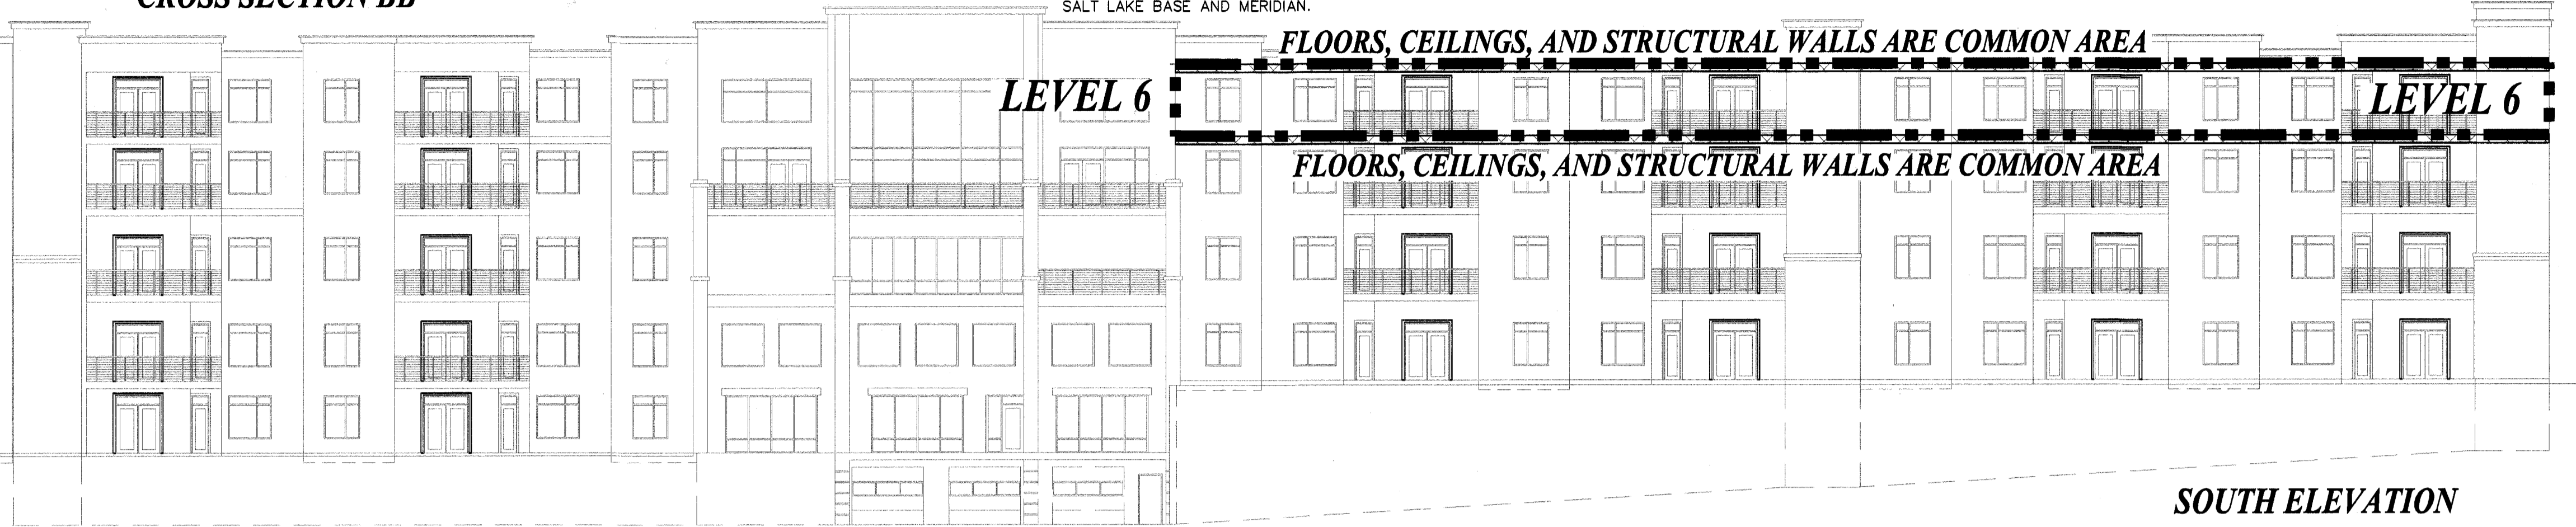 CROSS SECTION BB
SALT LAKE BASE AND MERIDIAN.
FLOORS, CEILINGS, AND STRUCTURAL WALLS ARE COMMON AREA
LEVEL 6
LEVEL 6
FLOORS, CEILINGS, AND STRUCTURAL WALLS ARE COMMON AREA
SOUTH ELEVATION